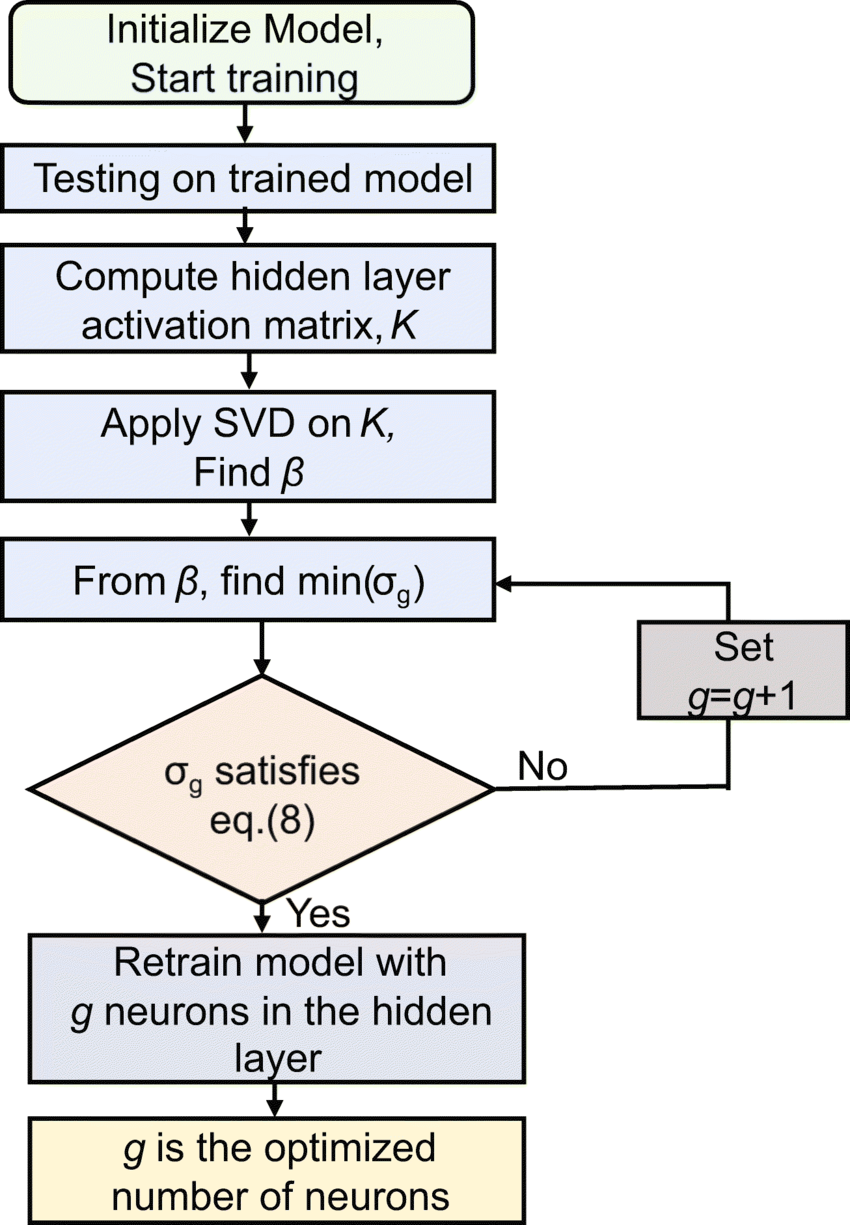 Initialize Model,
Start training
Testing on trained model
Compute hidden layer
activation matrix, K
Apply SVD on K,
Find β
From β, find min(σg)
Set
g=g+1
σg satisfies
eq.(8)
No
Yes
Retrain model with
g neurons in the hidden
layer
g is the optimized
number of neurons